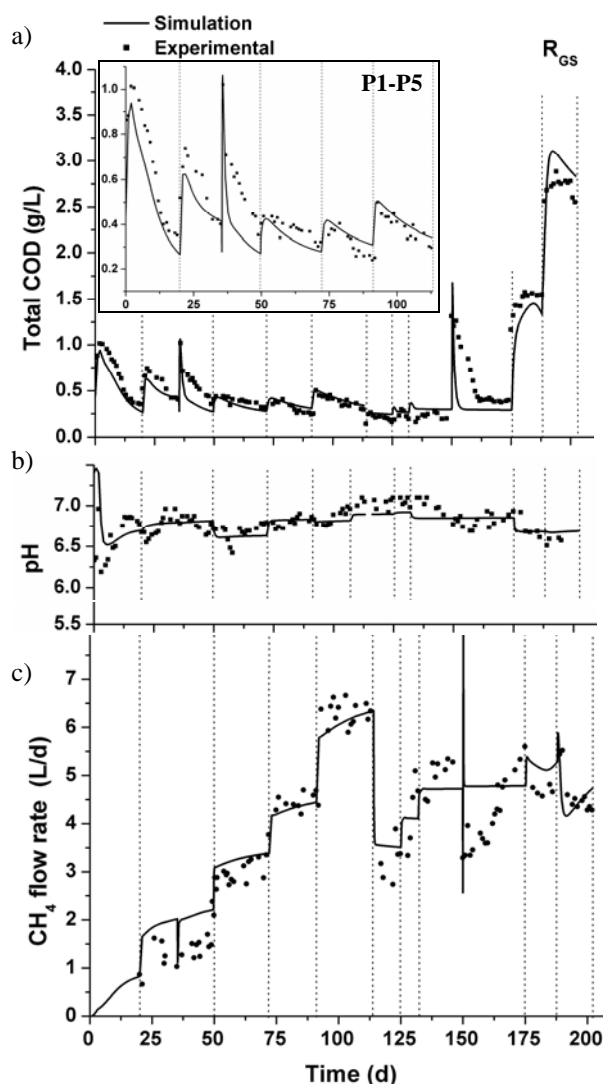 Simulation
Experimental
a)
R_GS
P1-P5
Total COD (g/L)
4.0
3.5
3.0
2.5
2.0
1.5
1.0
0.5
0.0
1.0
0.8
0.6
0.4
0.2
0 25 50 75 100
b)
pH
7.0
6.5
6.0
5.5
c)
CH4 flow rate (L/d)
7
6
5
4
3
2
1
0
0 25 50 75 100 125 150 175 200
Time (d)